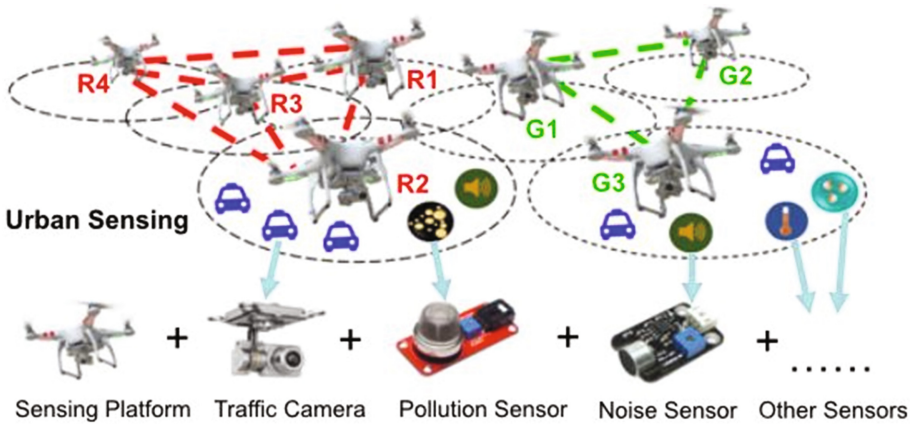 R4
R3
R1
G1
G2
R2
G3
Urban Sensing
+ + + + ......
Sensing Platform Traffic Camera Pollution Sensor Noise Sensor Other Sensors